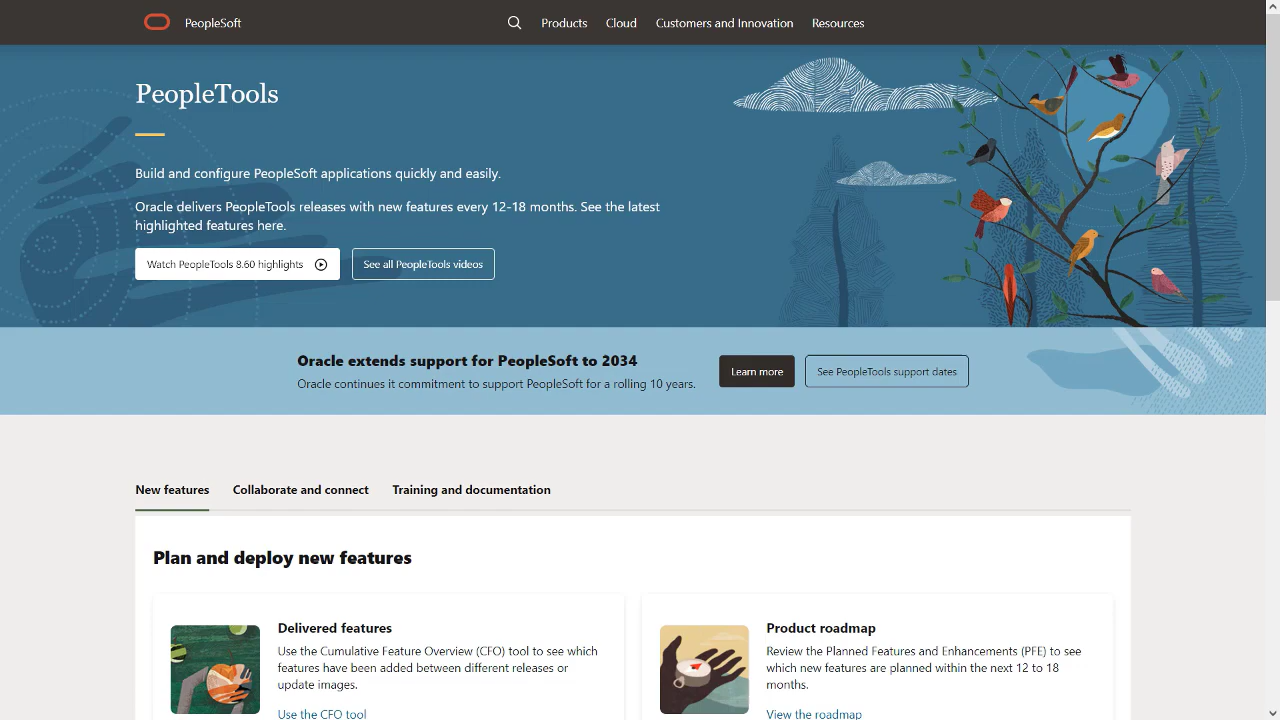 PeopleSoft
Products
Cloud
Customers and Innovation
Resources
PeopleTools
Build and configure PeopleSoft applications quickly and easily.
Oracle delivers PeopleTools releases with new features every 12-18 months. See the latest
highlighted features here.
Watch PeopleTools 8.60 highlights
See all PeopleTools videos
Oracle extends support for PeopleSoft to 2034
Oracle continues it commitment to support PeopleSoft for a rolling 10 years.
Learn more
See PeopleTools support dates
New features
Collaborate and connect
Training and documentation
Plan and deploy new features
Delivered features
Use the Cumulative Feature Overview (CFO) tool to see which
features have been added between different releases or
update images.
Use the CFO tool
Product roadmap
Review the Planned Features and Enhancements (PFE) to see
which new features are planned within the next 12 to 18
months.
View the roadmap